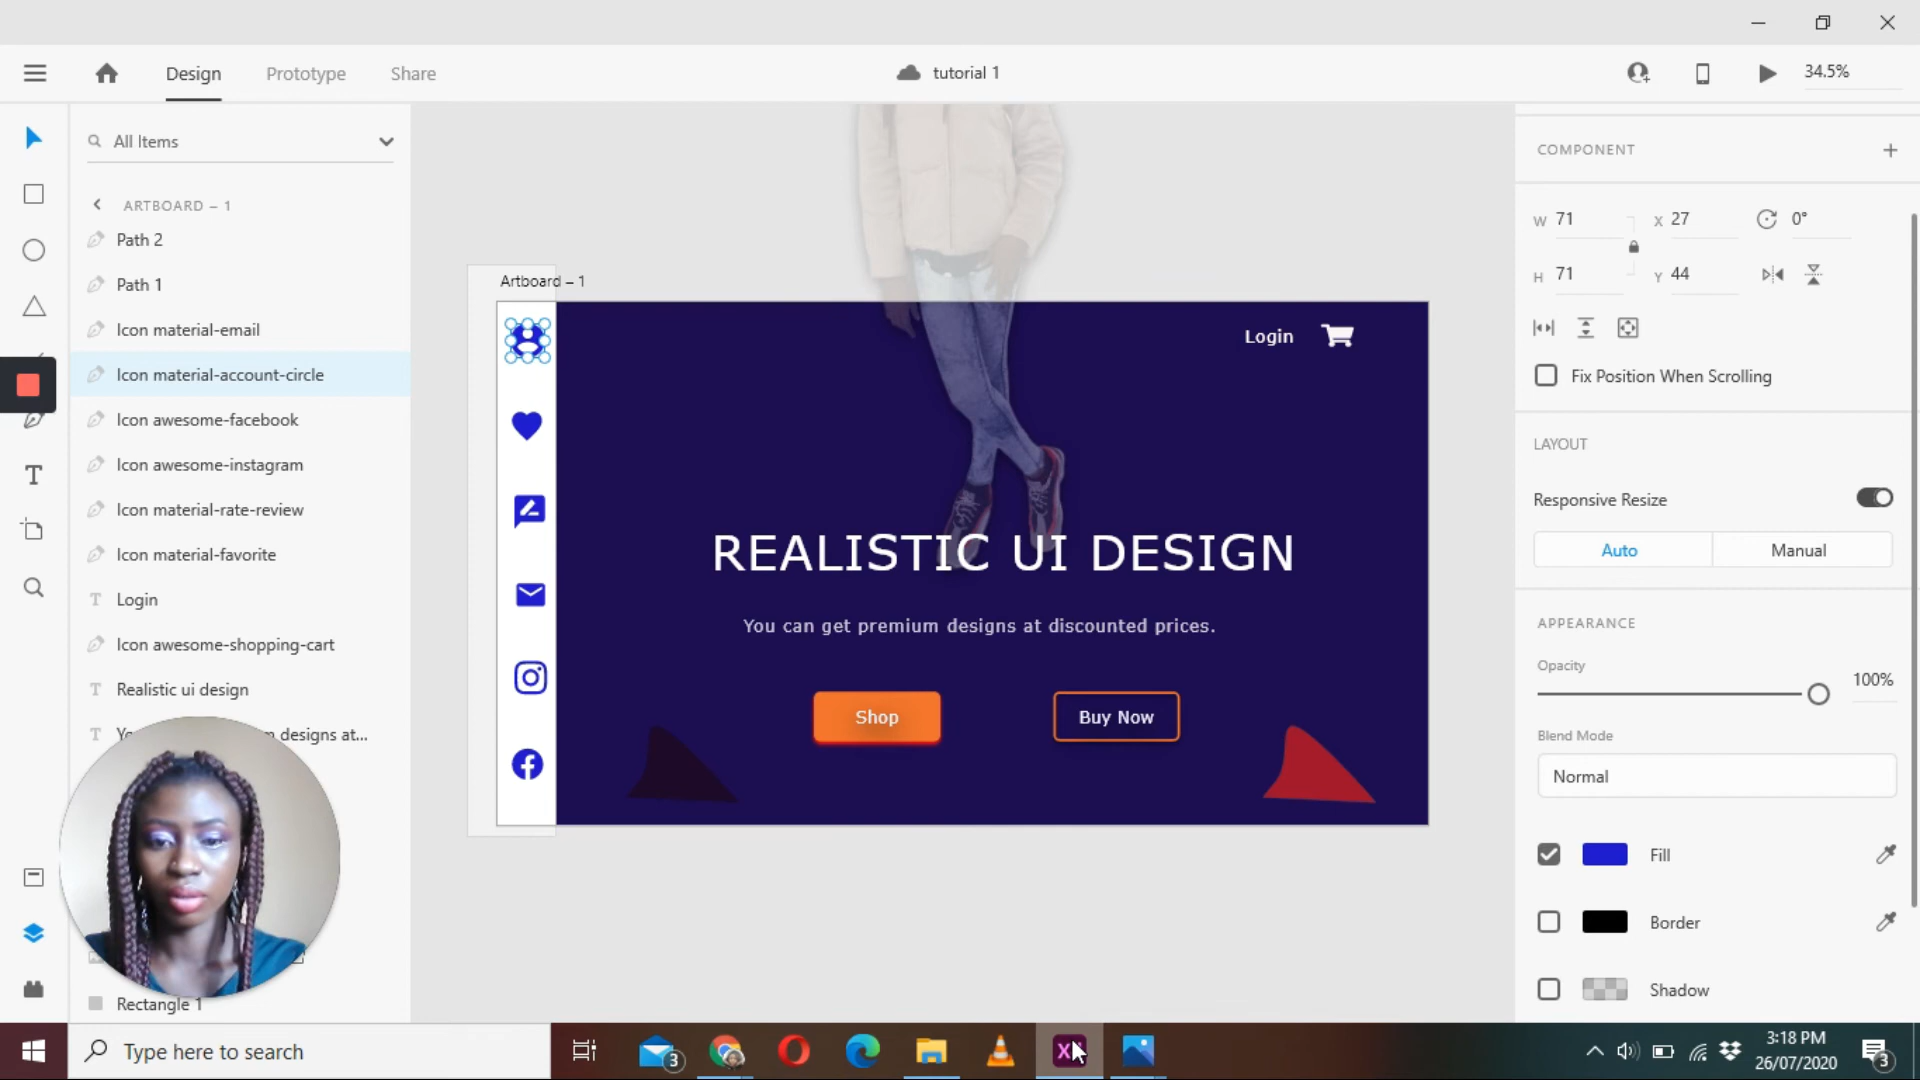 Design
Prototype
Share
tutorial 1
34.5%
All Items
ARTBOARD – 1
Path 2
Path 1
Icon material-email
Icon material-account-circle
Icon awesome-facebook
Icon awesome-instagram
Icon material-rate-review
Icon material-favorite
Login
Icon awesome-shopping-cart
Realistic ui design
designs at...
Rectangle 1
Artboard – 1
Login
REALISTIC UI DESIGN
You can get premium designs at discounted prices.
Shop
Buy Now
COMPONENT
W 71
X 27
0°
H 71
Y 44
Fix Position When Scrolling
LAYOUT
Responsive Resize
Auto
Manual
APPEARANCE
Opacity
100%
Blend Mode
Normal
Fill
Border
Shadow
Type here to search
3
3:18 PM
26/07/2020
3